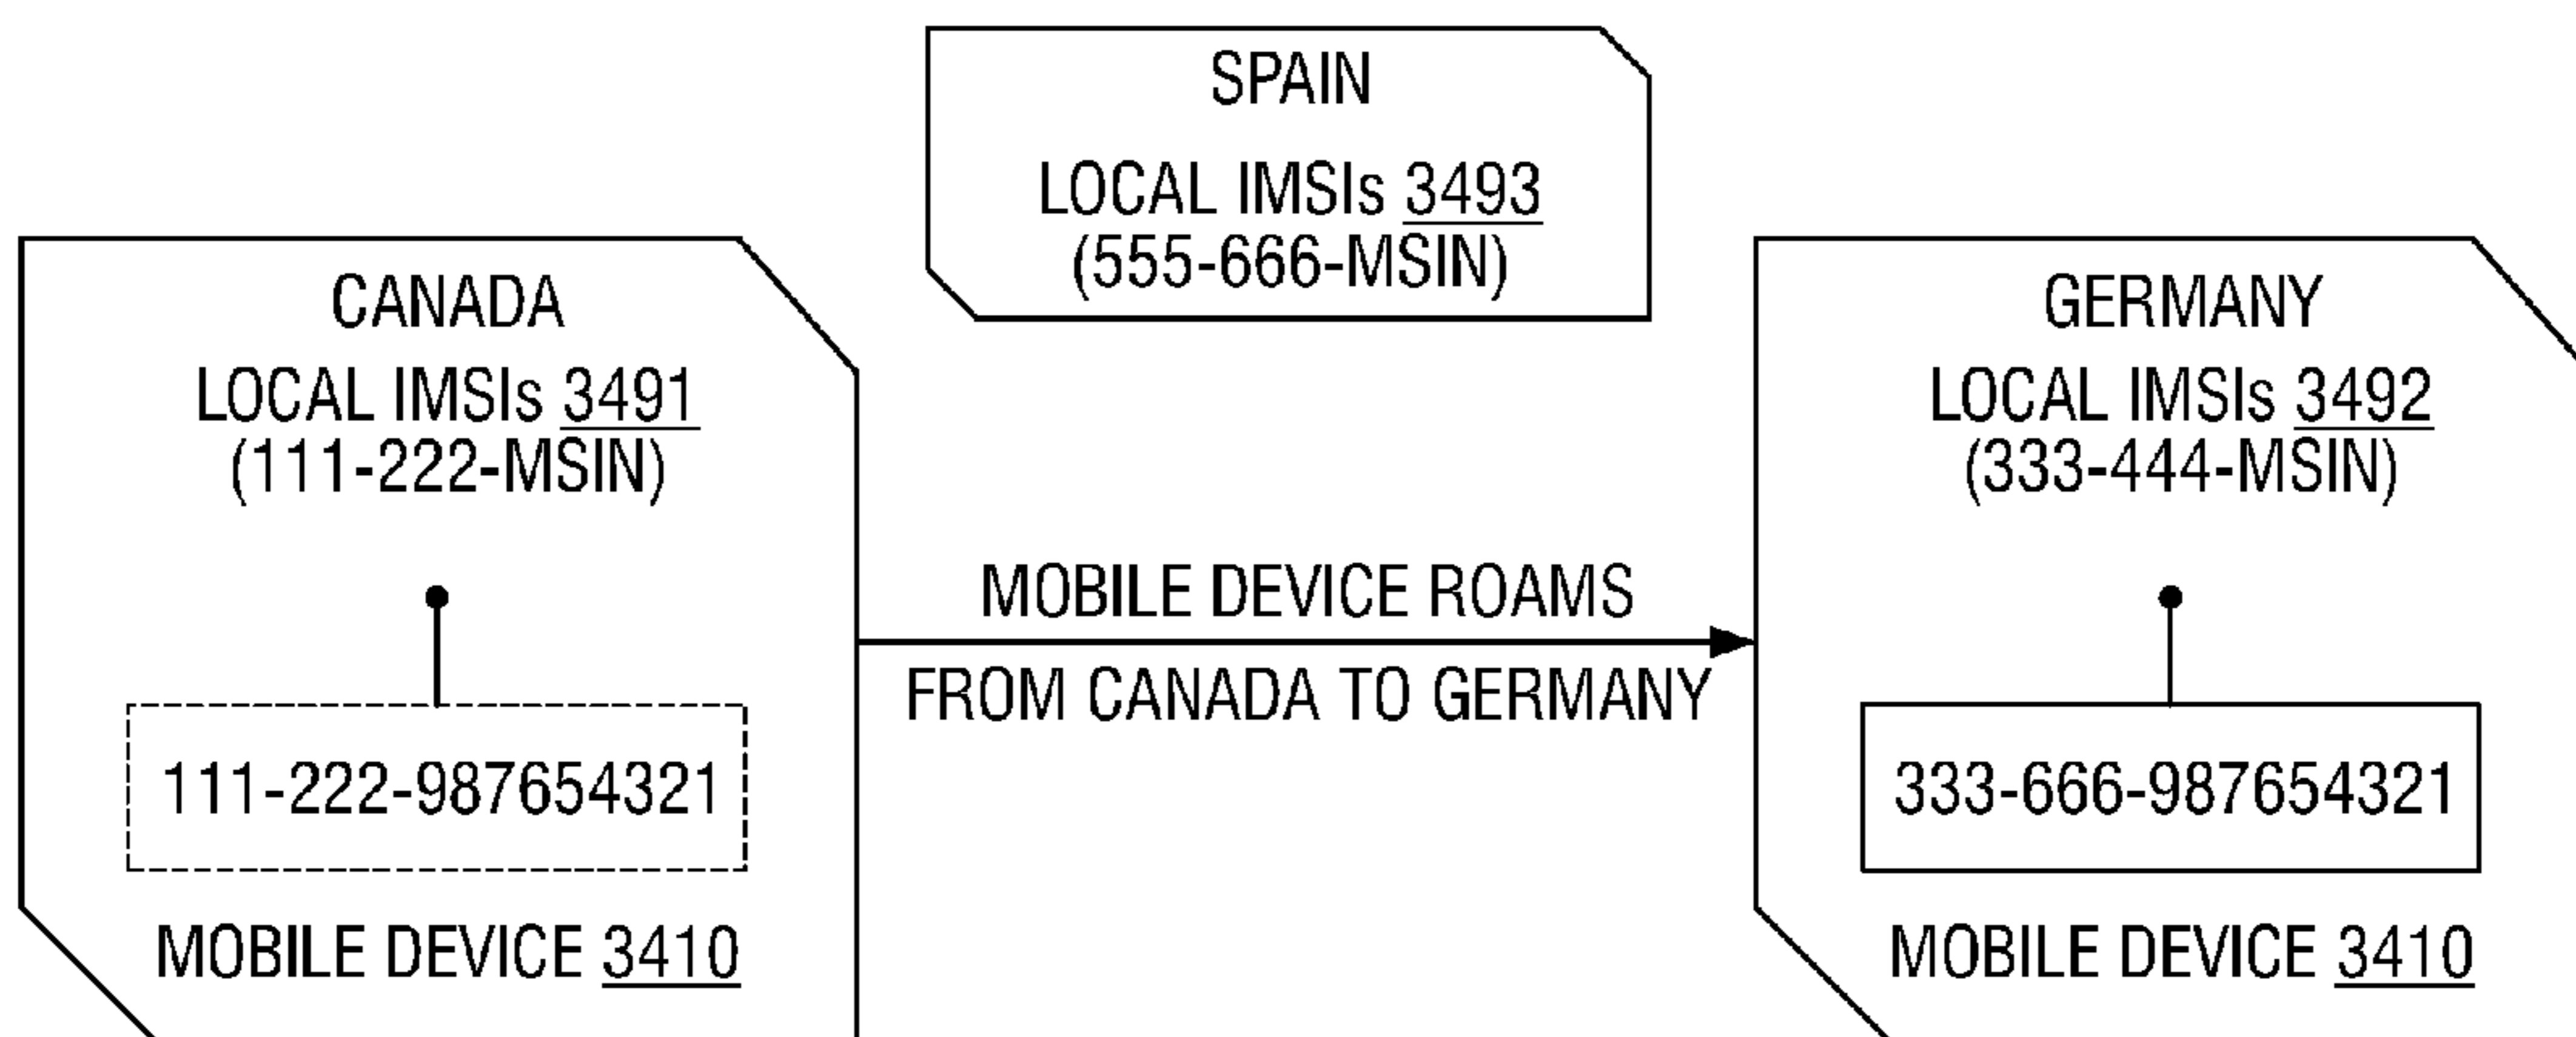 SPAIN
LOCAL IMSIs 3493
(555-666-MSIN)
CANADA
LOCAL IMSIs 3491
(111-222-MSIN)
111-222-987654321
MOBILE DEVICE 3410
MOBILE DEVICE ROAMS
FROM CANADA TO GERMANY
GERMANY
LOCAL IMSIs 3492
(333-444-MSIN)
333-666-987654321
MOBILE DEVICE 3410